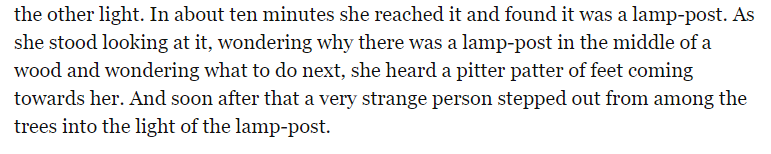 the other light. In about ten minutes she reached it and found it was a lamp-post. As
she stood looking at it, wondering why there was a lamp-post in the middle of a
wood and wondering what to do next, she heard a pitter patter of feet coming
towards her. And soon after that a very strange person stepped out from among the
trees into the light of the lamp-post.